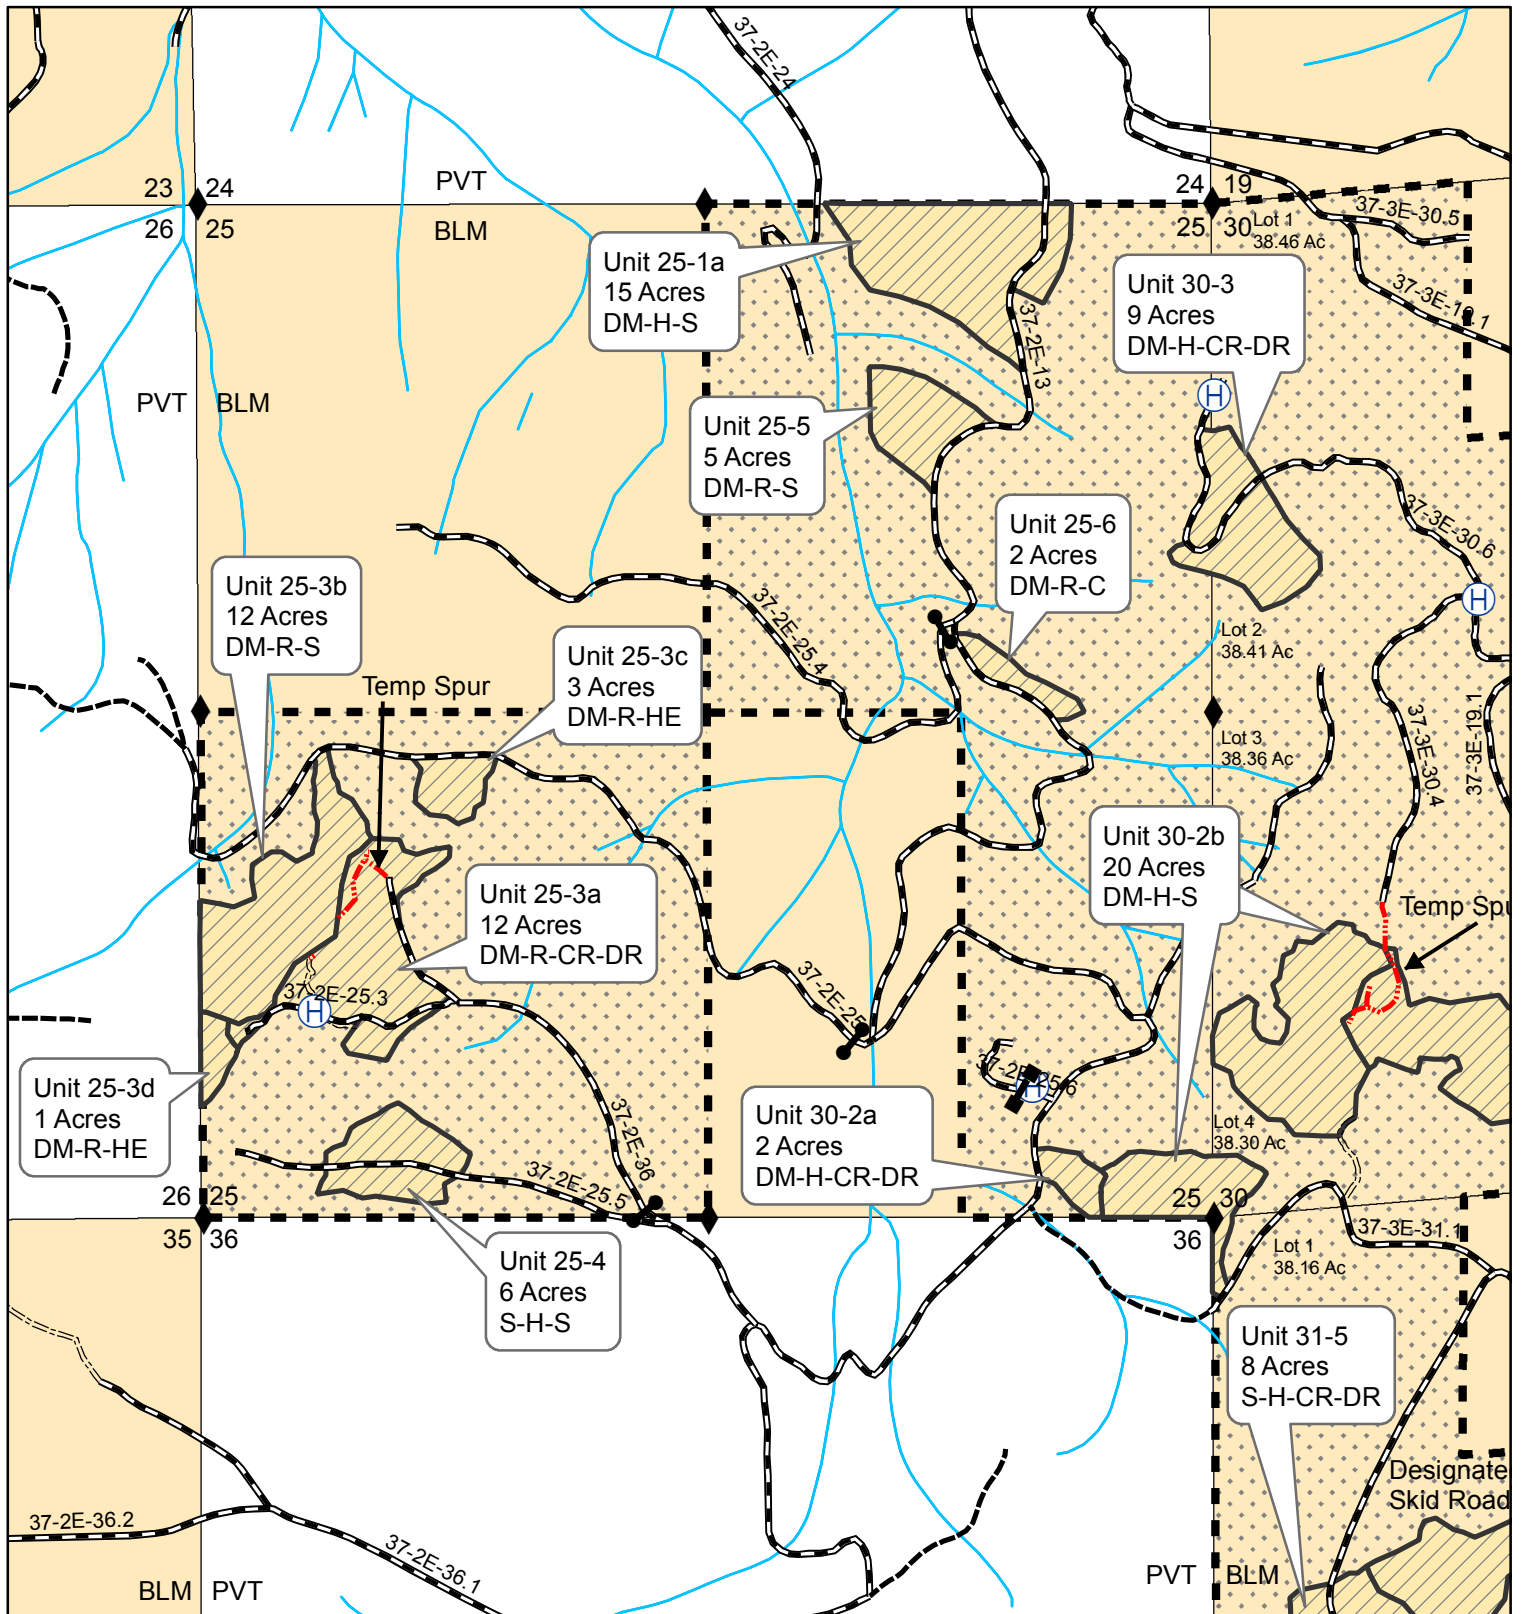 37-2E-24
23
24
PVT
24
19
26
25
BLM
25
30
Lot 1
38.46 Ac
37-3E-30.5
Unit 25-1a
15 Acres
DM-H-S
Unit 30-3
9 Acres
DM-H-CR-DR
37-3E-19.1
37-2E-13
PVT
BLM
H
Unit 25-5
5 Acres
DM-R-S
Unit 25-6
2 Acres
DM-R-C
37-3E-30.6
Unit 25-3b
12 Acres
DM-R-S
37-2E-25.4
H
Lot 2
38.41 Ac
Unit 25-3c
3 Acres
DM-R-HE
Temp Spur
37-3E-30.4
37-3E-19.1
Lot 3
38.36 Ac
Unit 30-2b
20 Acres
DM-H-S
Unit 25-3a
12 Acres
DM-R-CR-DR
Temp Spu
37-2E-25.3
H
37-2E-25
37-2E-25.6
H
Unit 25-3d
1 Acres
DM-R-HE
Unit 30-2a
2 Acres
DM-H-CR-DR
37-2E-36
Lot 4
38.30 Ac
37-2E-25.5
26
25
25
30
35
36
36
37-3E-31.1
Lot 1
38.16 Ac
Unit 25-4
6 Acres
S-H-S
Unit 31-5
8 Acres
S-H-CR-DR
Designate
Skid Road
37-2E-36.2
37-2E-36.1
BLM
PVT
PVT
BLM